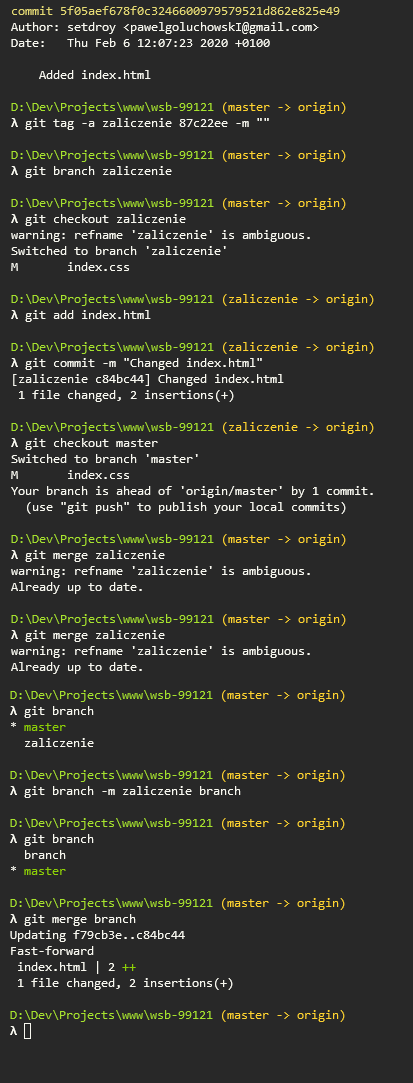 commit 5f05aef678f0c3246600979579521d862e825e49
Author: setdroy <pawelgoluchowskI@gmail.com>
Date:   Thu Feb 6 12:07:23 2020 +0100
    Added index.html
D:\Dev\Projects\www\wsb-99121 (master -> origin)
λ git tag -a zaliczenie 87c22ee -m ""
D:\Dev\Projects\www\wsb-99121 (master -> origin)
λ git branch zaliczenie
D:\Dev\Projects\www\wsb-99121 (master -> origin)
λ git checkout zaliczenie
warning: refname 'zaliczenie' is ambiguous.
Switched to branch 'zaliczenie'
M       index.css
D:\Dev\Projects\www\wsb-99121 (zaliczenie -> origin)
λ git add index.html
D:\Dev\Projects\www\wsb-99121 (zaliczenie -> origin)
λ git commit -m "Changed index.html"
[zaliczenie c84bc44] Changed index.html
 1 file changed, 2 insertions(+)
D:\Dev\Projects\www\wsb-99121 (zaliczenie -> origin)
λ git checkout master
Switched to branch 'master'
M       index.css
Your branch is ahead of 'origin/master' by 1 commit.
  (use "git push" to publish your local commits)
D:\Dev\Projects\www\wsb-99121 (master -> origin)
λ git merge zaliczenie
warning: refname 'zaliczenie' is ambiguous.
Already up to date.
D:\Dev\Projects\www\wsb-99121 (master -> origin)
λ git merge zaliczenie
warning: refname 'zaliczenie' is ambiguous.
Already up to date.
D:\Dev\Projects\www\wsb-99121 (master -> origin)
λ git branch
* master
  zaliczenie
D:\Dev\Projects\www\wsb-99121 (master -> origin)
λ git branch -m zaliczenie branch
D:\Dev\Projects\www\wsb-99121 (master -> origin)
λ git branch
  branch
* master
D:\Dev\Projects\www\wsb-99121 (master -> origin)
λ git merge branch
Updating f79cb3e..c84bc44
Fast-forward
 index.html | 2 ++
 1 file changed, 2 insertions(+)
D:\Dev\Projects\www\wsb-99121 (master -> origin)
λ